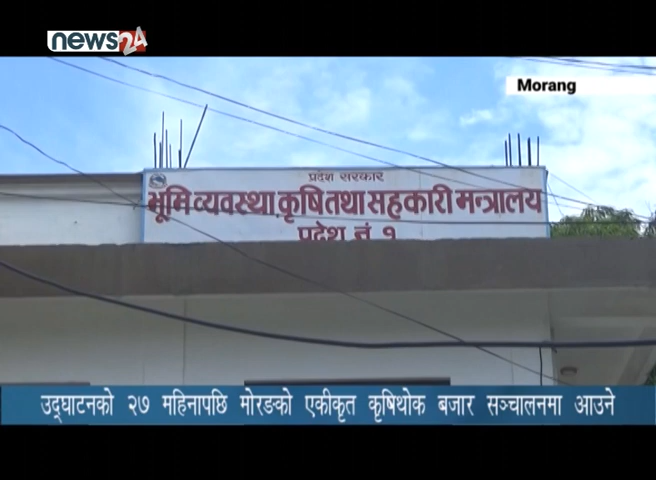 news24
Morang
प्रदेश सरकार
भूमि व्यवस्था, कृषि तथा सहकारी मन्त्रालय
प्रदेश नं. १
उद्घाटनको २७ महिनापछि मोरङको एकीकृत कृषिथोक बजार सञ्चालनमा आउने